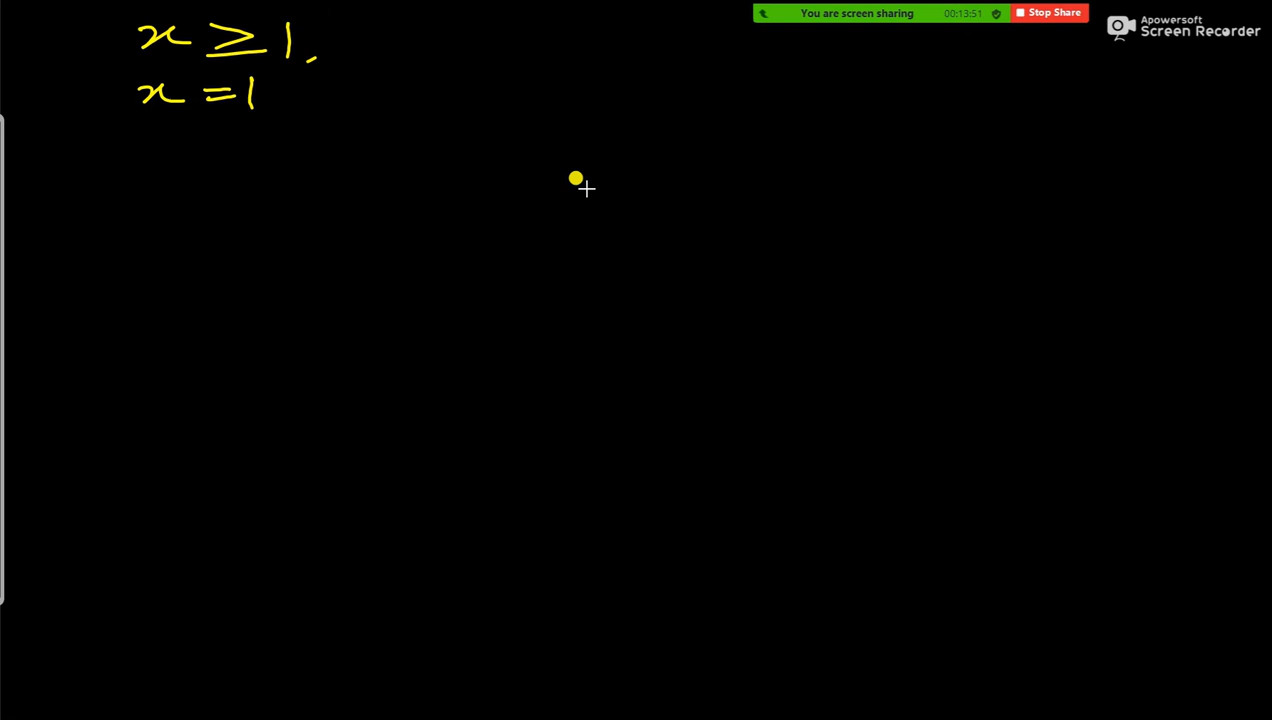 x ≥ 1.
x = 1
You are screen sharing 00:13:51 Stop Share
Apowersoft
Screen Recorder